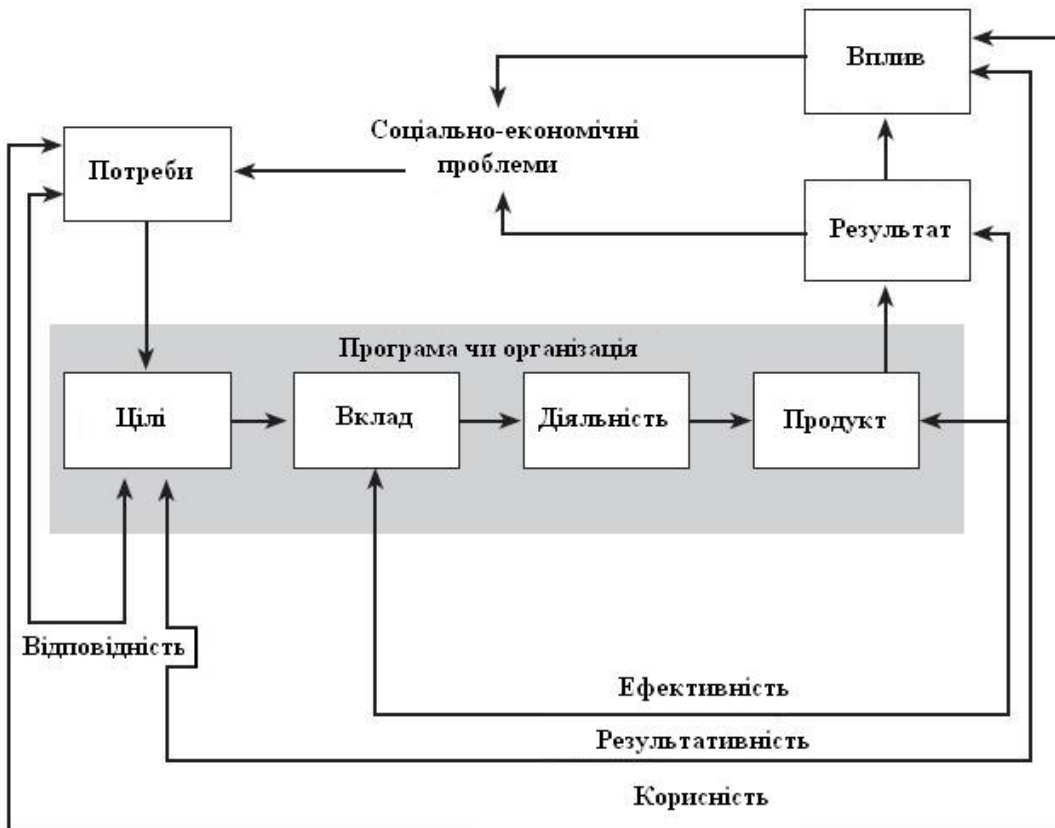 Вплив
Соціально-економічні
проблеми
Потреби
Результат
Програма чи організація
Цілі
Вклад
Діяльність
Продукт
Відповідність
Ефективність
Результативність
Корисність